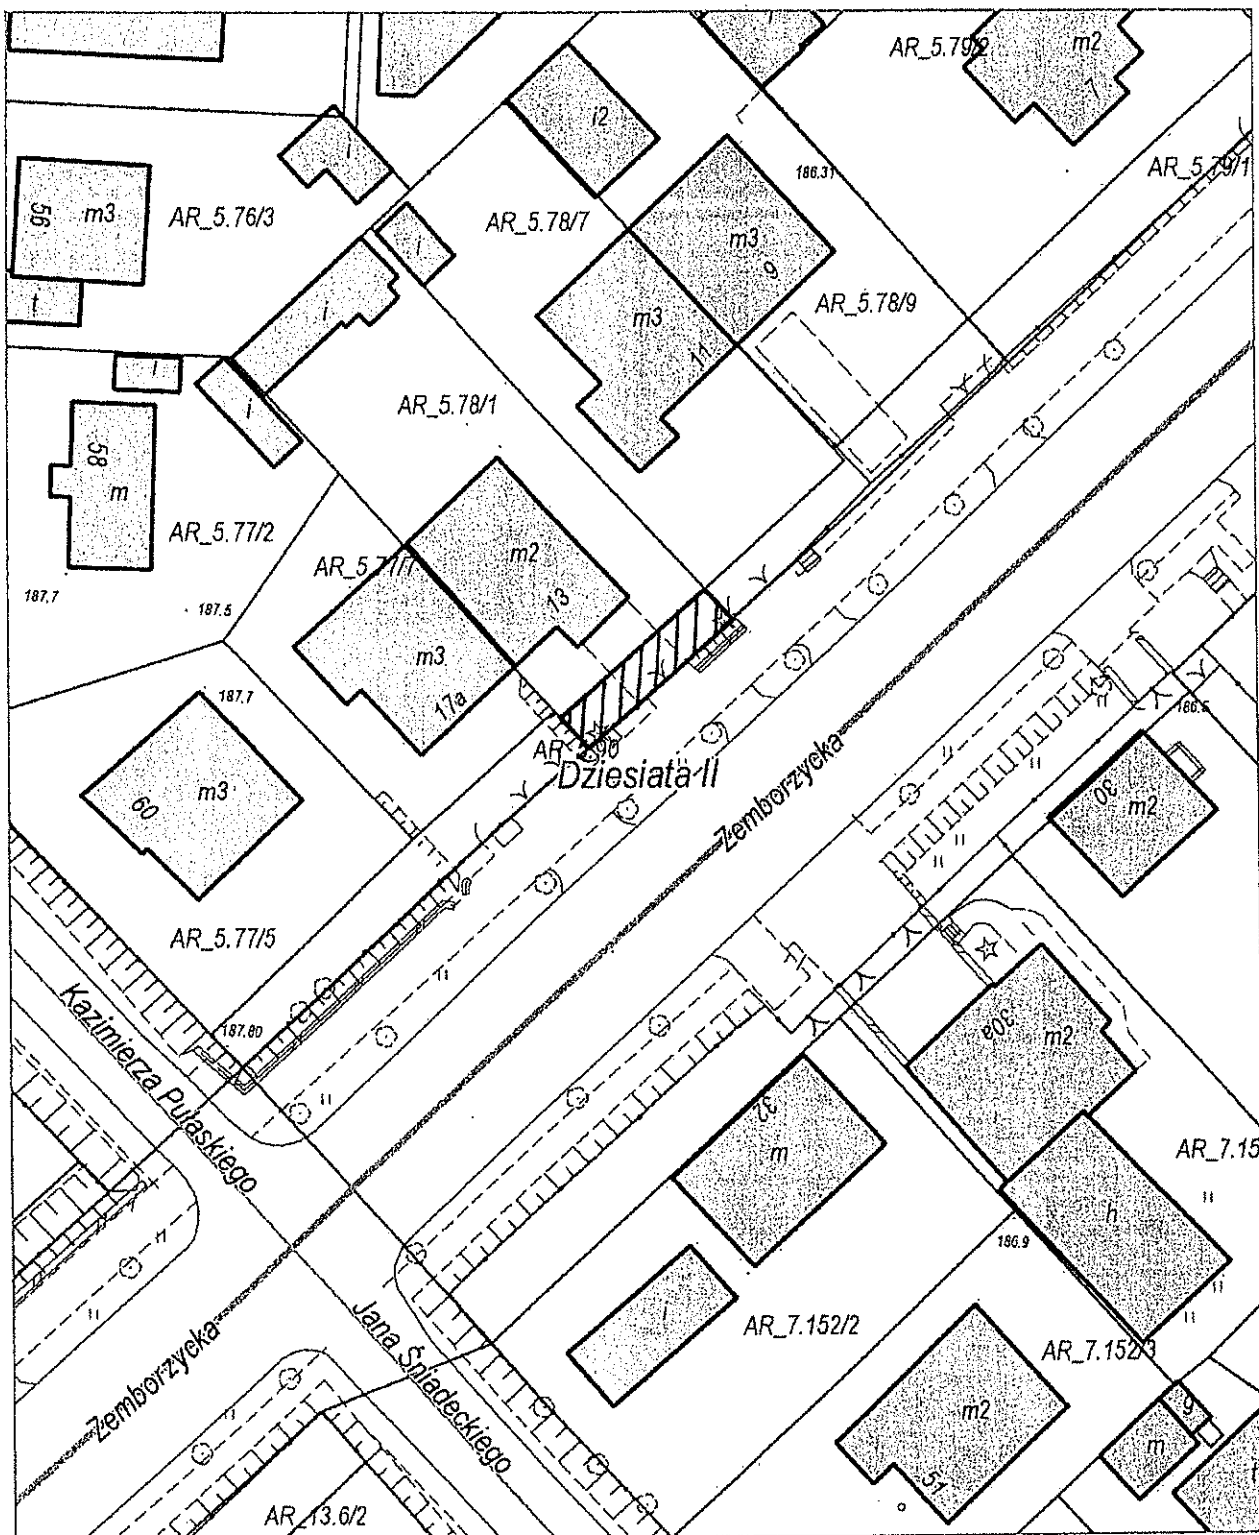 i
AR_5.79/2
m2
7
i2
186.31
AR_5.79/1
i
56
m3
AR_5.76/3
AR_5.78/7
i
m3
9
t
i
AR_5.78/9
m3
11
i
i
AR_5.78/1
58
m
AR_5.77/2
m2
AR_5.77/7
13
187.7
187.5
m3
17a
187.7
60
m3
Dziesiąta II
Zemborzycka
15
186.5
30
i
m2
AR_5.77/5
187.80
Kazimierza Pułaskiego
30a
m2
32
m
AR_7.15
h
186.9
i
AR_7.152/2
AR_7.152/3
Zemborzycka
Jana Śniadeckiego
m2
51
g
m
AR_13.6/2